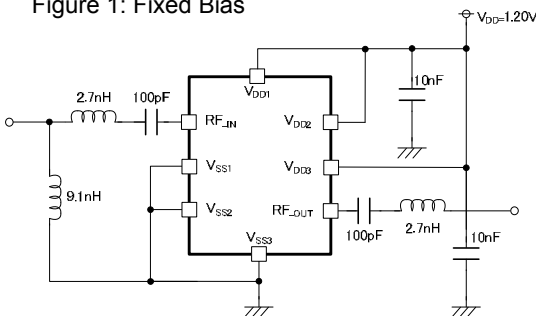 Figure 1: Fixed Bias
VDD=1.20V
10nF
VDD1
2.7nH
100pF
RF_IN
VDD2
VSS1
VDD3
9.1nH
VSS2
RF_OUT
VSS3
100pF
2.7nH
10nF